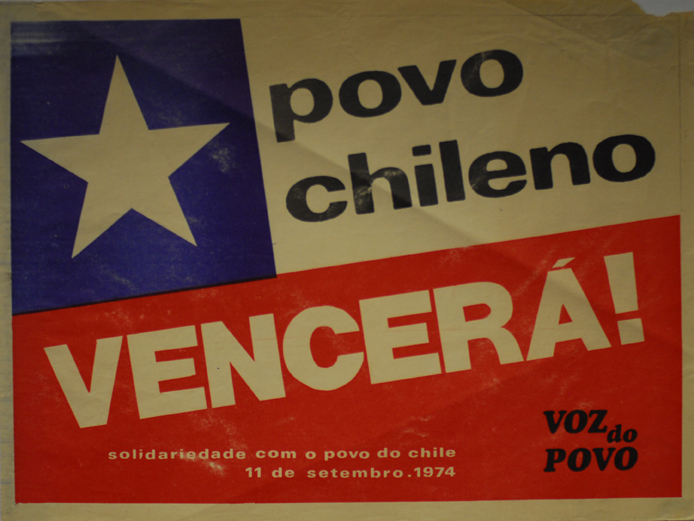 povo
chileno
VENCERÁ!
solidariedade com o povo do chile
11 de setembro.1974
VOZ do
POVO